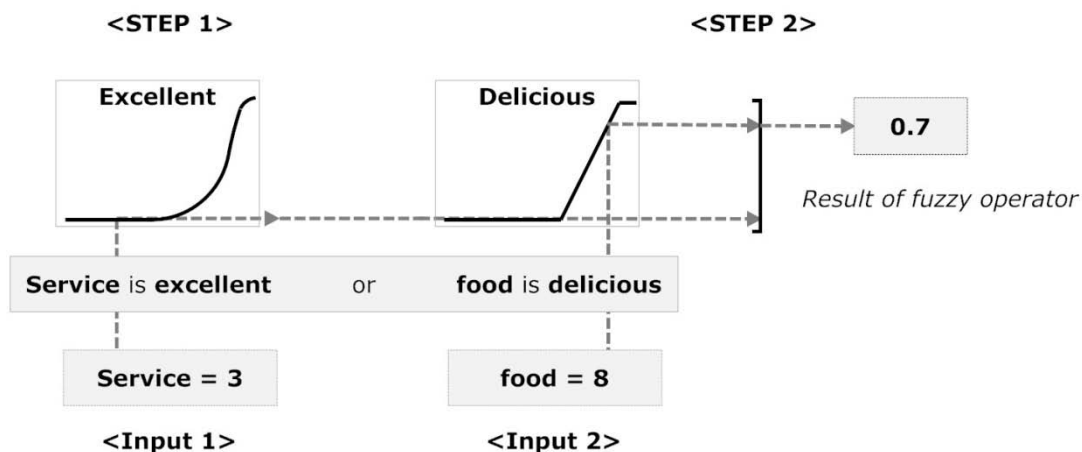 <STEP 1>
<STEP 2>
Excellent
Delicious
0.7
Result of fuzzy operator
Service is excellent or food is delicious
Service = 3
food = 8
<Input 1>
<Input 2>